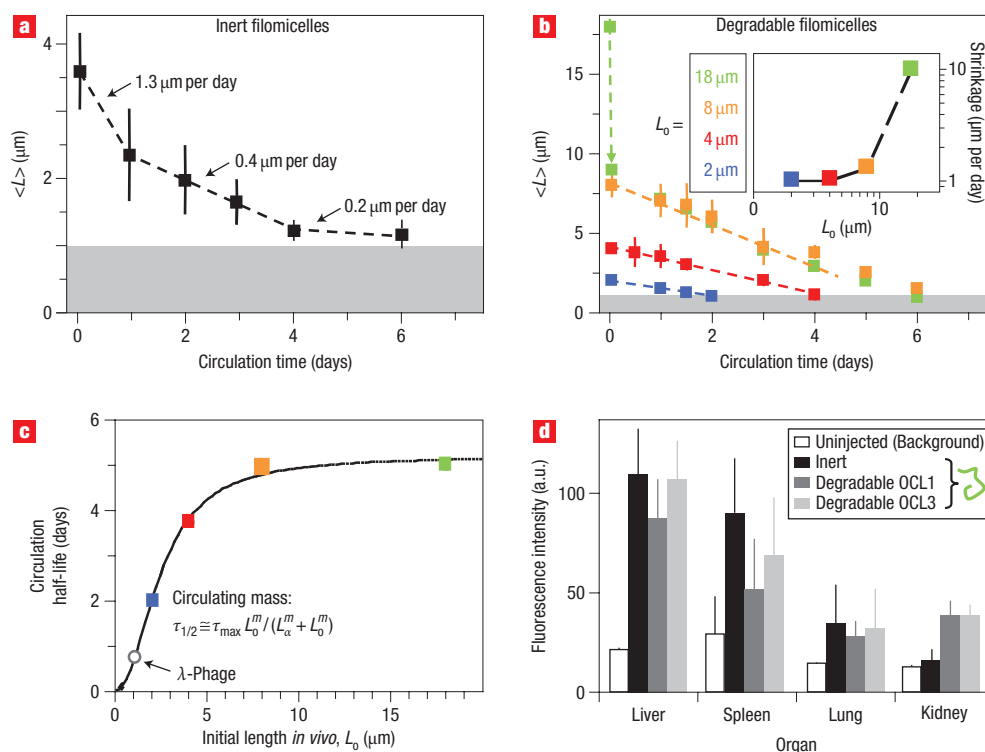 a
Inert filomicelles
4
2
0
<L> (μm)
1.3 μm per day
0.4 μm per day
0.2 μm per day
0 2 4 6
Circulation time (days)
b
Degradable filomicelles
15
10
5
0
<L> (μm)
L₀ =
18 μm
8 μm
4 μm
2 μm
10
1
Shrinkage
(μm per day)
0 10
L₀ (μm)
0 2 4 6
Circulation time (days)
c
6
4
2
0
Circulation
half-life (days)
Circulating mass:
τ₁/₂ ≅ τmax L₀ᵐ/(Lαᵐ + L₀ᵐ)
λ-Phage
0 5 10 15
Initial length in vivo, L₀ (μm)
d
Uninjected (Background)
Inert
Degradable OCL1
Degradable OCL3
100
50
0
Fluorescence intensity (a.u.)
Liver Spleen Lung Kidney
Organ